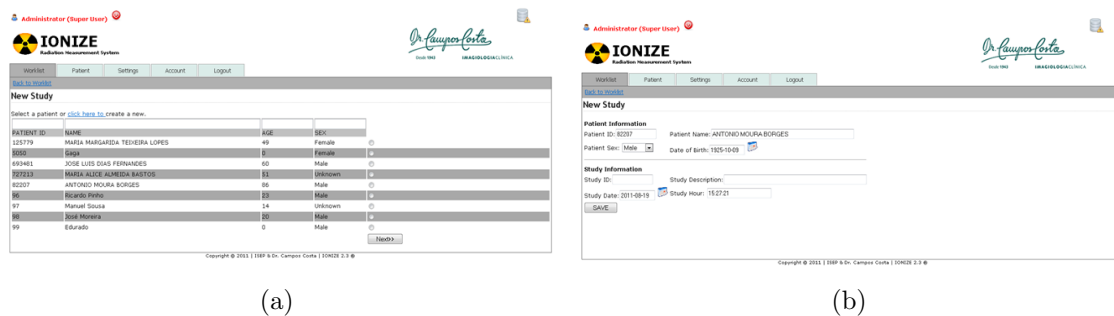 Administrator (Super User)
IONIZE
Radiation Measurement System
Dr. Campos Costa
Desde 1940 IMAGIOLOGIACLÍNICA
Worklist Patient Settings Account Logout
Back to Worklist
New Study
Select a patient or click here to create a new.
PATIENT ID NAME AGE SEX
125779 MARIA MARGARIDA TEIXEIRA LOPES 49 Female
5050 Gaga 0 Female
693461 JOSE LUIS DIAS FERNANDES 60 Male
727213 MARIA ALICE ALMEIDA BASTOS 51 Unknown
82207 ANTONIO MOURA BORGES 86 Male
96 Ricardo Pinho 23 Male
97 Manuel Sousa 14 Unknown
98 José Moreira 20 Male
99 Edurado 0 Male
Next>>
Copyright © 2011 | ISEP & Dr. Campos Costa | IONIZE 2.3 ®
(a)
Administrator (Super User)
IONIZE
Radiation Measurement System
Dr. Campos Costa
Desde 1940 IMAGIOLOGIACLÍNICA
Worklist Patient Settings Account Logout
Back to Worklist
New Study
Patient Information
Patient ID: 82207 Patient Name: ANTONIO MOURA BORGES
Patient Sex: Male Date of Birth: 1925-10-09
Study Information
Study ID: Study Description:
Study Date: 2011-08-19 Study Hour: 15:27:21
SAVE
Copyright © 2011 | ISEP & Dr. Campos Costa | IONIZE 2.3 ®
(b)